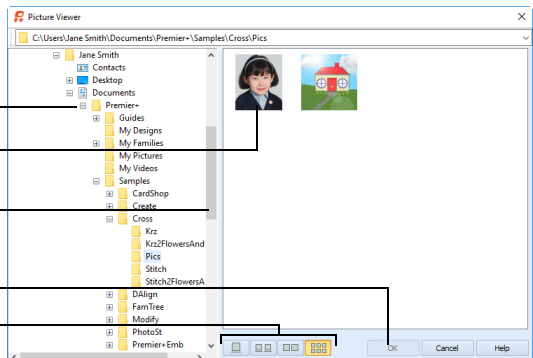 Picture Viewer
C:\Users\Jane Smith\Documents\Premier+\Samples\Cross\Pics
Jane Smith
Contacts
Desktop
Documents
Premier+
Guides
My Designs
My Families
My Pictures
My Videos
Samples
CardShop
Create
Cross
Krz
Krz2FlowersAnd
Pics
Stitch
Stitch2FlowersA
DAlign
FamTree
Modify
PhotoSt
Premier+Emb
OK Cancel Help